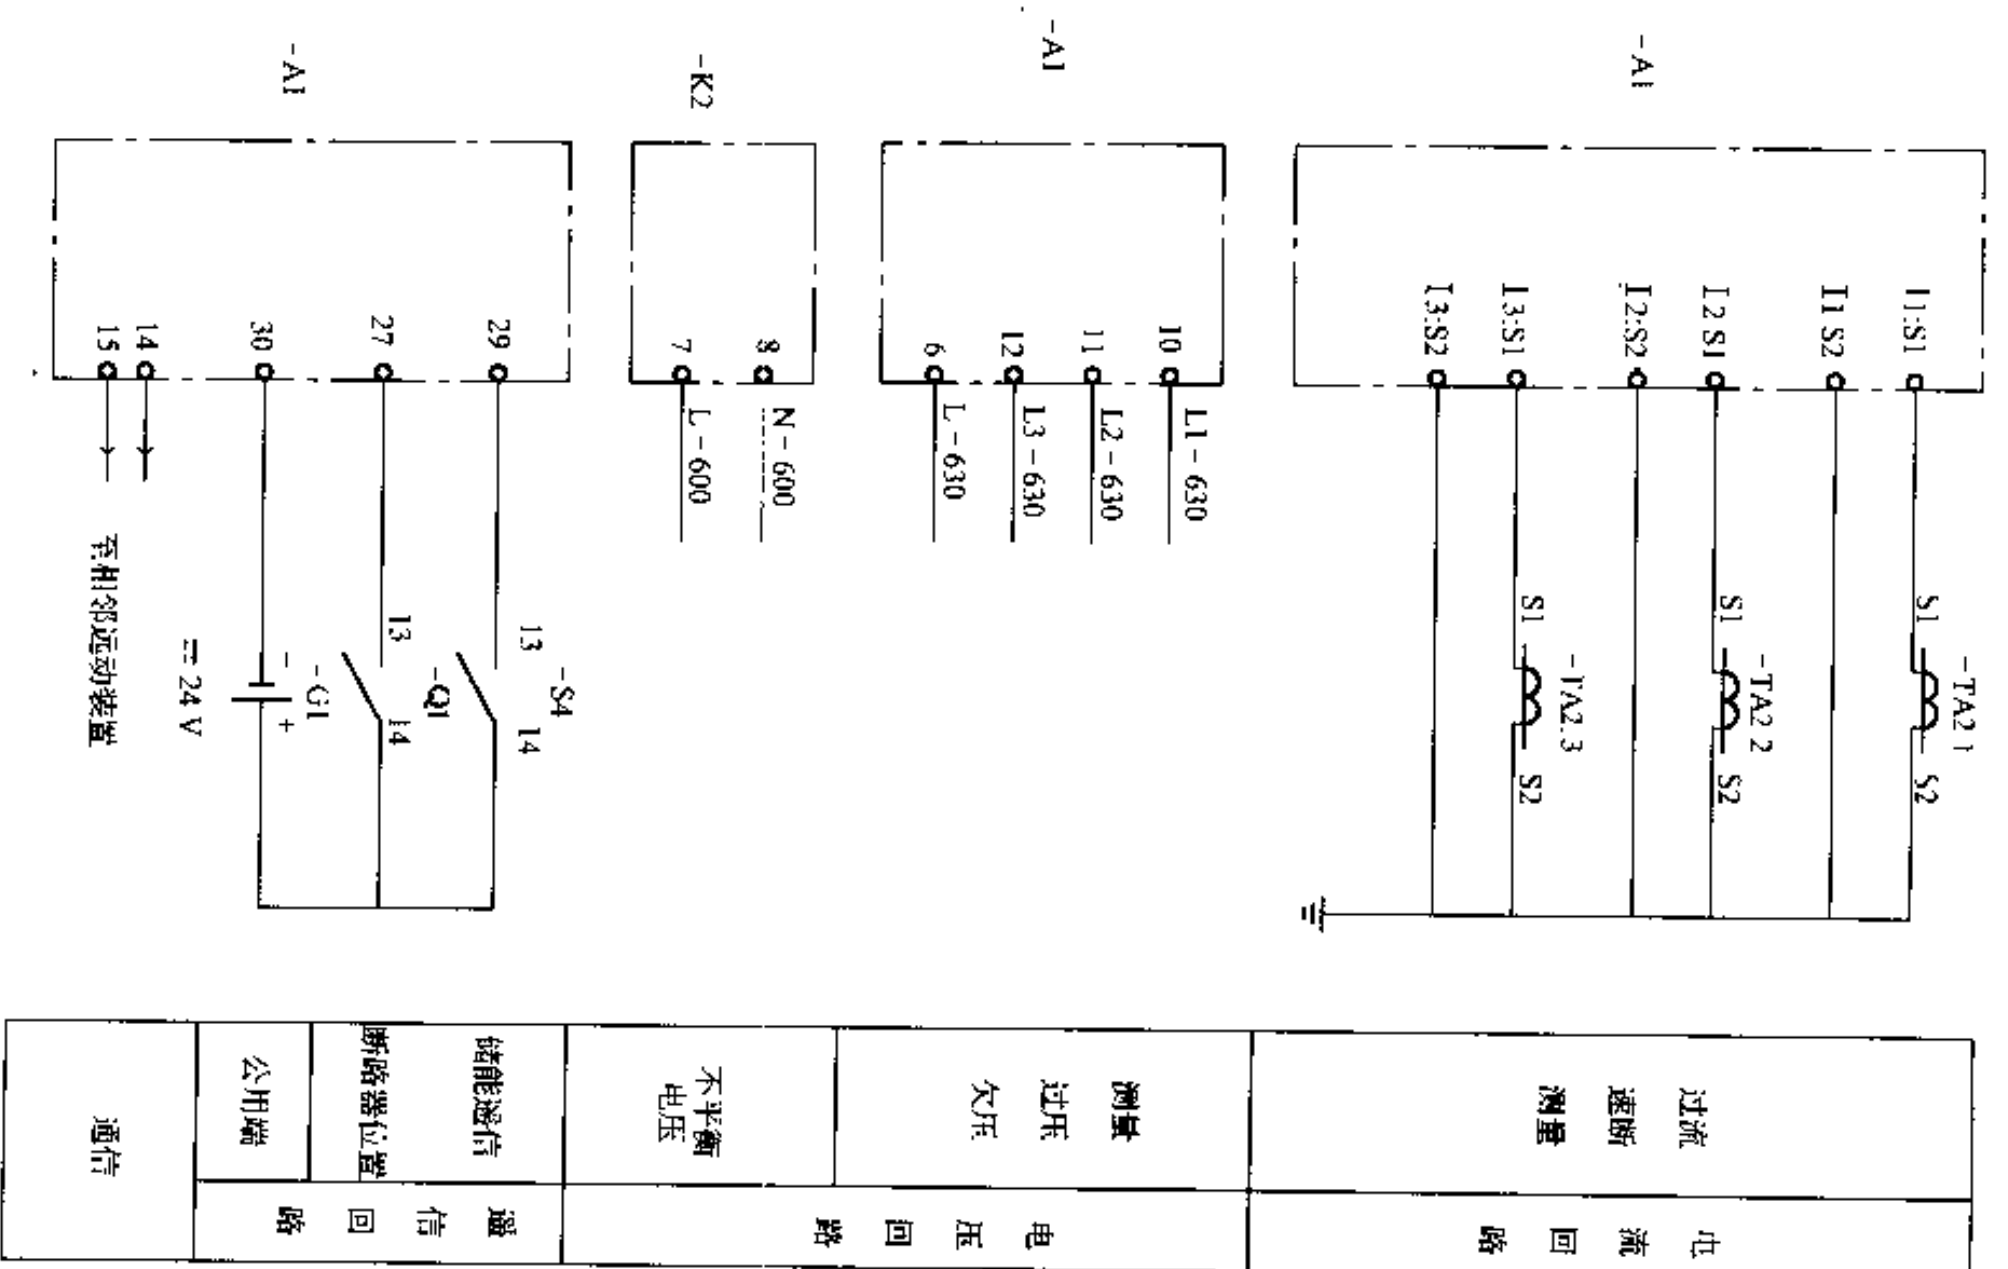 -A1
I1:S1
S1
-TA2 1
S2
I1 S2
I2 S1
S1
-TA2 2
S2
I2:S2
I3:S1
S1
-TA2.3
S2
I3:S2
过流
速断
测量
电流回路
-A1
10
L1-630
11
L2-630
12
L3-630
6
L-630
测量
过压
欠压
-K2
8
N-600
7
L-600
不平衡
电压
电压回路
-A1
29
13
-S4
14
储能遥信
27
13
-Q1
14
断路器位置
30
-
-G1
+
=24 V
公用端
遥信回路
14
15
至相邻远动装置
通信